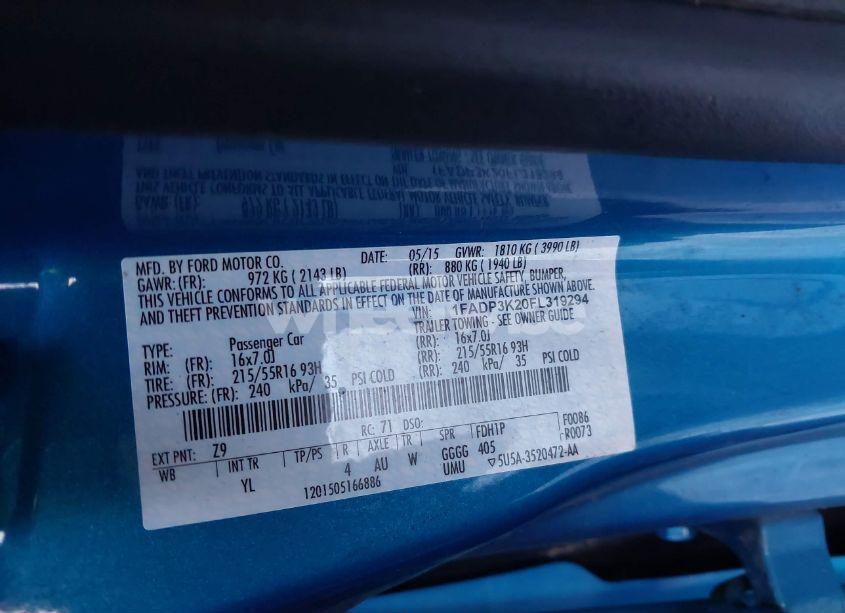 MFD. BY FORD MOTOR CO. DATE: 05/15 GVWR: 1810 KG ( 3990 LB)
GAWR: (FR): 972 KG ( 2143 LB) (RR): 880 KG ( 1940 LB)
THIS VEHICLE CONFORMS TO ALL APPLICABLE FEDERAL MOTOR VEHICLE SAFETY, BUMPER,
AND THEFT PREVENTION STANDARDS IN EFFECT ON THE DATE OF MANUFACTURE SHOWN ABOVE.
VIN: 1FADP3K20FL319294
TRAILER TOWING - SEE OWNER GUIDE
TYPE: Passenger Car
RIM: (FR): 16x7.0J (RR): 16x7.0J
TIRE: (FR): 215/55R16 93H (RR): 215/55R16 93H
PRESSURE: (FR): 240 kPa/ 35 PSI COLD (RR): 240 kPa/ 35 PSI COLD
RC: 71 DSO:
EXT PNT: Z9 FDH1P F0086
WB INT TR TP/PS R AXLE TR SPR 405 R0073
YL 4 AU W GGGG
UMU ▽5U5A-3520472-AA
1201505166886